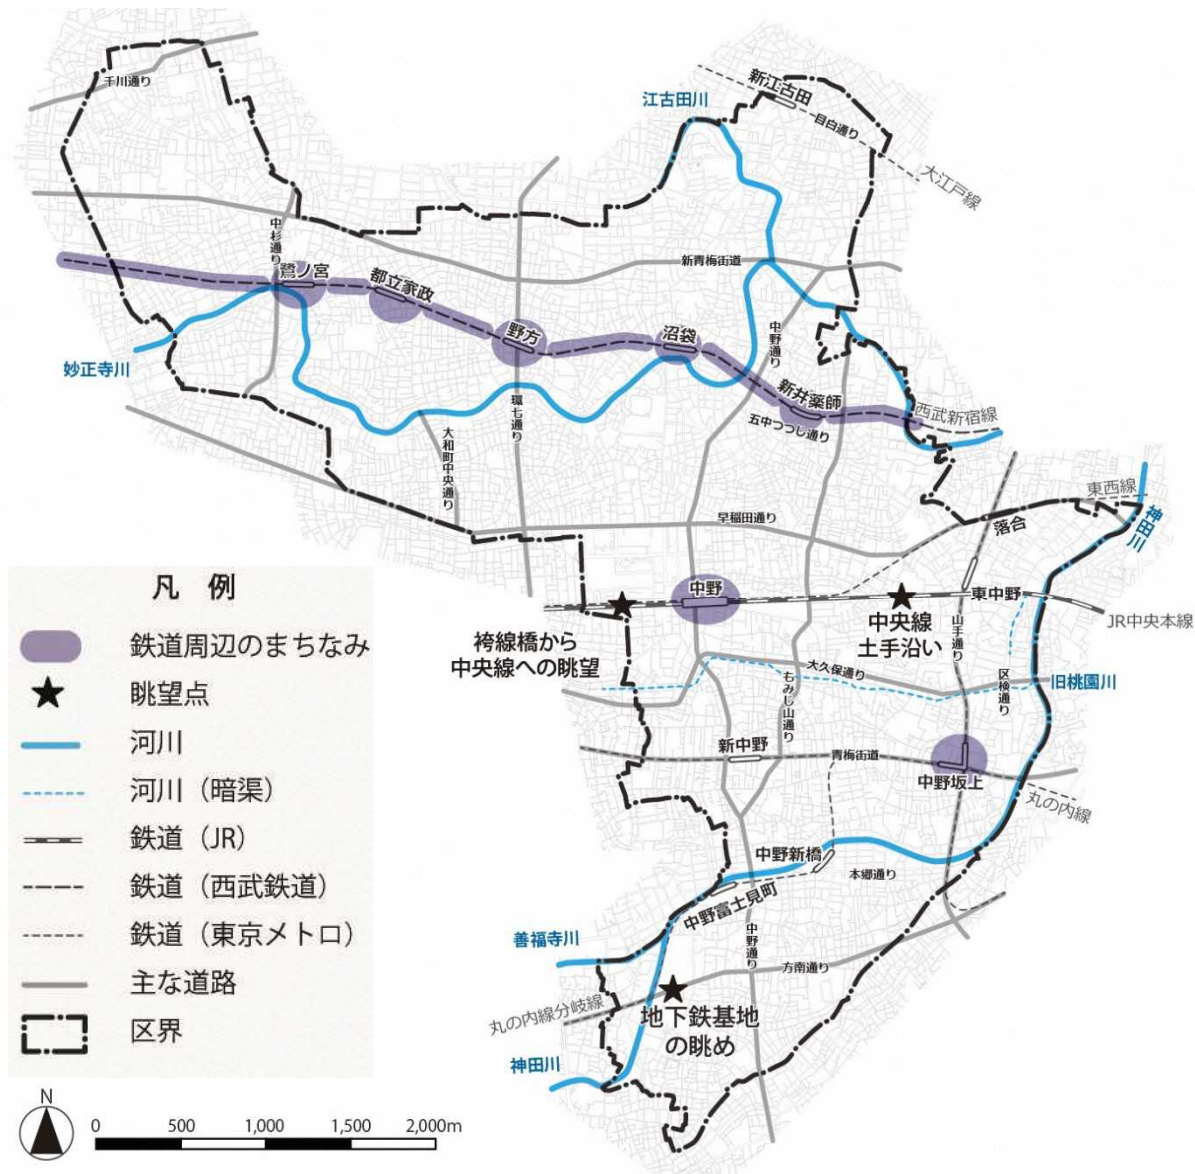 千川通り
江古田川
新江古田
目白通り
大江戸線
中杉通り
新青梅街道
鷺ノ宮
都立家政
野方
沼袋
中野通り
妙正寺川
新井薬師
五中つつじ通り
西武新宿線
環七通り
大和町中央通り
早稲田通り
東西線
神田川
落合
中野
東中野
JR中央本線
袴線橋から
中央線への眺望
中央線
土手沿い
山手通り
大久保通り
もみじ山通り
区検通り
旧桃園川
新中野
青梅街道
中野坂上
丸の内線
中野新橋
本郷通り
中野富士見町
善福寺川
中野通り
方南通り
丸の内線分岐線
地下鉄基地
の眺め
神田川
凡 例
鉄道周辺のまちなみ
眺望点
河川
河川（暗渠）
鉄道（JR）
鉄道（西武鉄道）
鉄道（東京メトロ）
主な道路
区界
N
0 500 1,000 1,500 2,000m